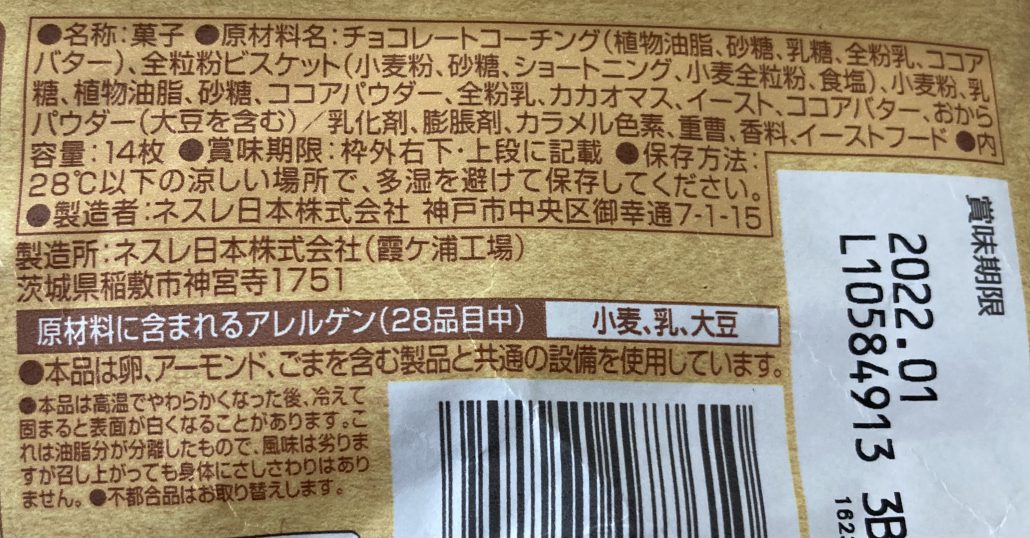 ●名称:菓子 ●原材料名:チョコレートコーチング(植物油脂、砂糖、乳糖、全粉乳、ココア
バター)、全粒粉ビスケット(小麦粉、砂糖、ショートニング、小麦全粒粉、食塩)、小麦粉、乳
糖、植物油脂、砂糖、ココアパウダー、全粉乳、カカオマス、イースト、ココアバター、おから
パウダー(大豆を含む)/乳化剤、膨脹剤、カラメル色素、重曹、香料、イーストフード ●内
容量:14枚 ●賞味期限:枠外右下・上段に記載 ●保存方法:
28℃以下の涼しい場所で、多湿を避けて保存してください。
●製造者:ネスレ日本株式会社 神戸市中央区御幸通7-1-15
製造所:ネスレ日本株式会社(霞ケ浦工場)
茨城県稲敷市神宮寺1751
原材料に含まれるアレルゲン(28品目中) 小麦、乳、大豆
●本品は卵、アーモンド、ごまを含む製品と共通の設備を使用しています。
●本品は高温でやわらかくなった後、冷えて
固まると表面が白くなることがあります。こ
れは油脂分が分離したもので、風味は劣りま
すが召し上がっても身体にさしさわりはあり
ません。●不都合品はお取り替えします。
賞味期限
2022.01
L10584913 3B